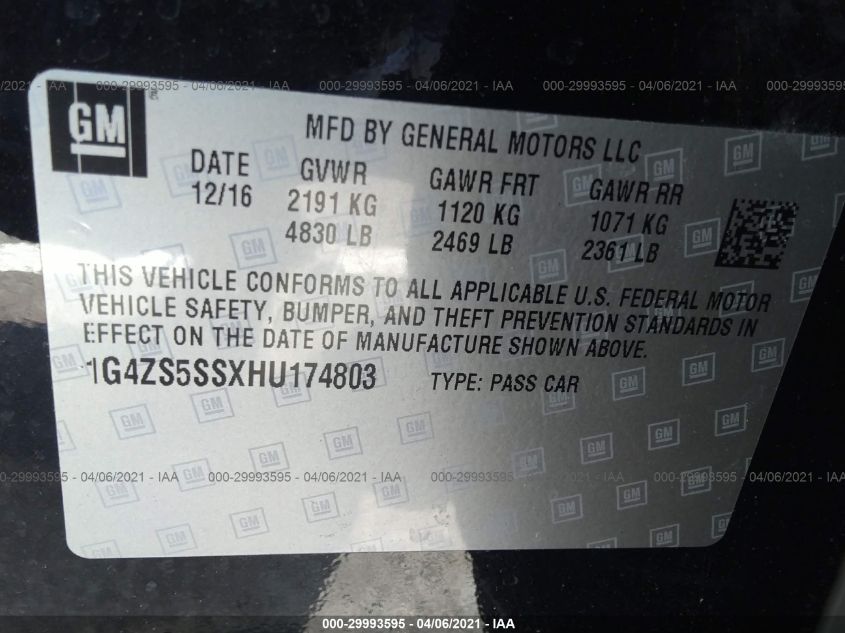 000-29993595 04/06/2021 - IAA
GM
MFD BY GENERAL MOTORS LLC
DATE GVWR GAWR FRT GAWR RR
12/16 2191 KG 1120 KG 1071 KG
4830 LB 2469 LB 2361 LB
THIS VEHICLE CONFORMS TO ALL APPLICABLE U.S. FEDERAL MOTOR
VEHICLE SAFETY, BUMPER, AND THEFT PREVENTION STANDARDS IN
EFFECT ON THE DATE OF MANUFACTURE SHOWN ABOVE.
1G4ZS5SSXHU174803 TYPE: PASS CAR
000-29993595 04/06/2021 - IAA
000-29993595 04/06/2021 - IAA